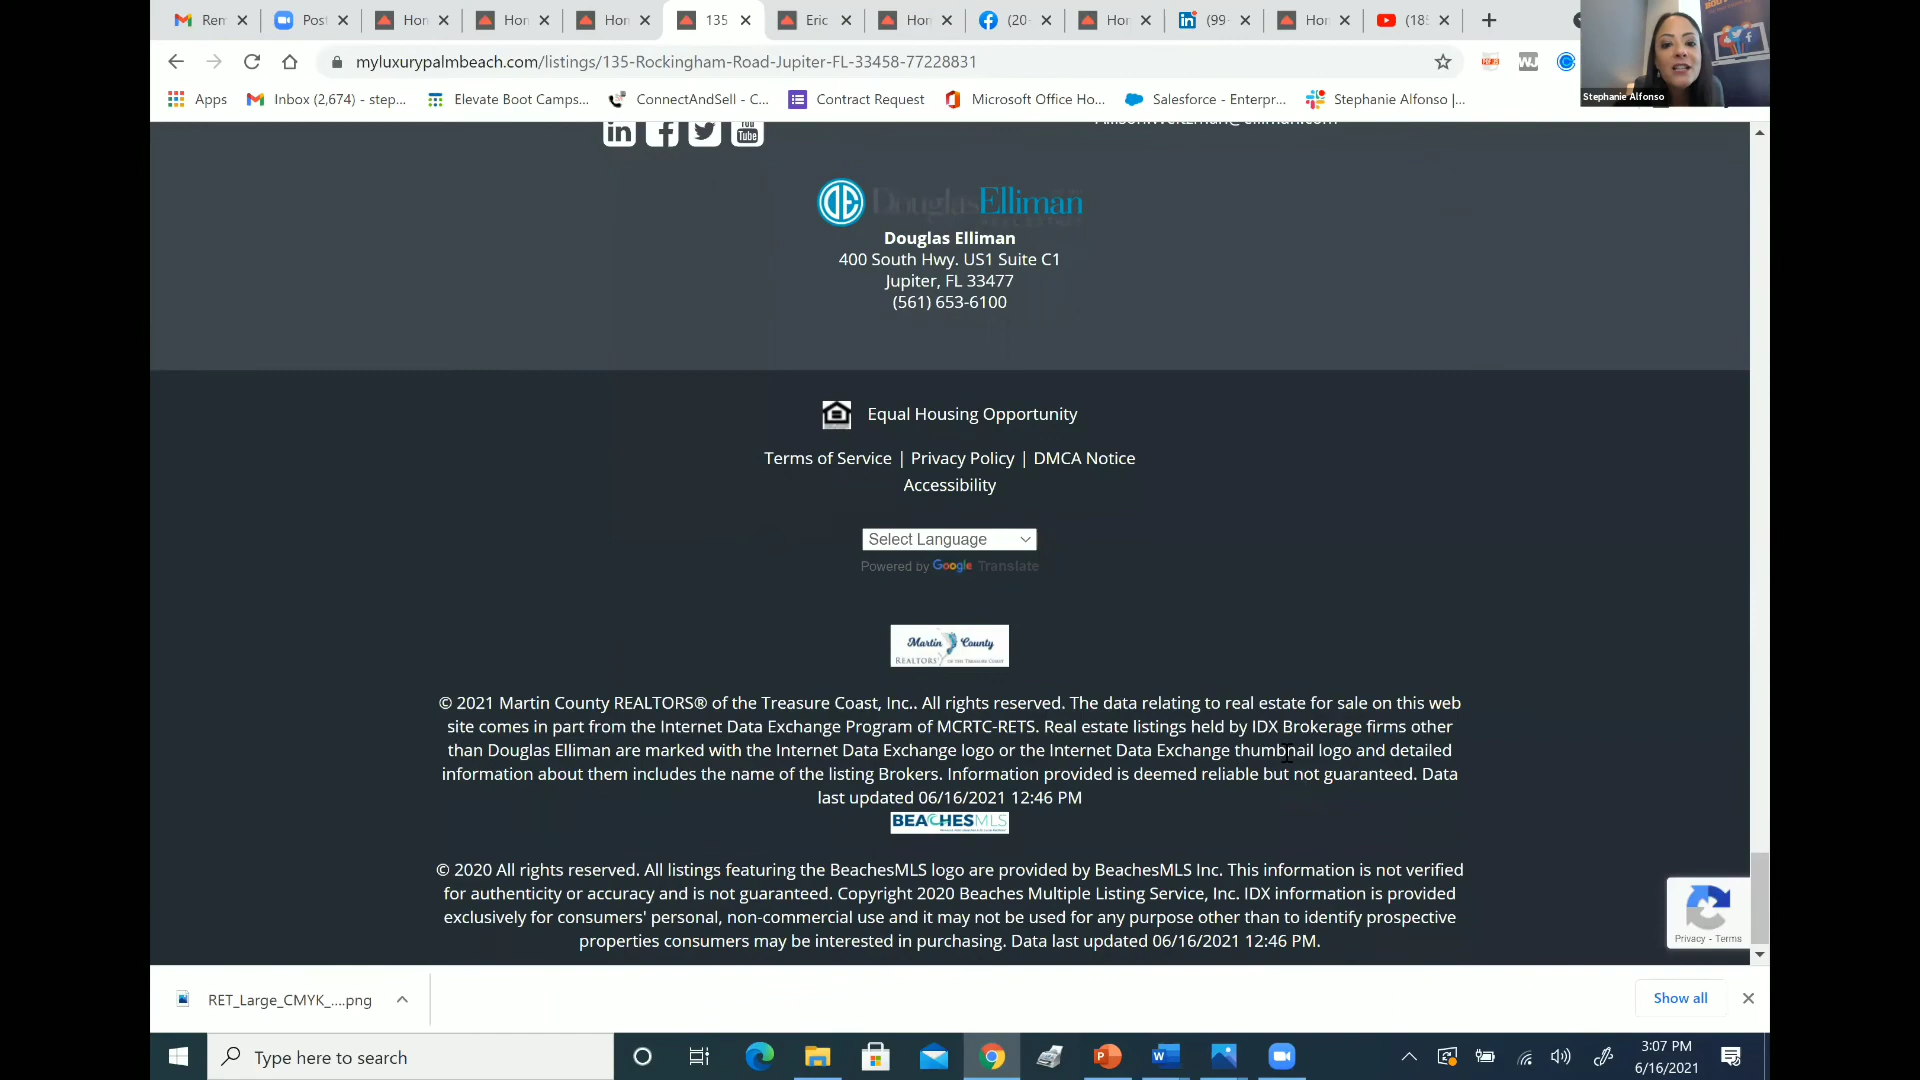 Rem
Post
Hon
Hon
Hon
135
Eric
Hon
(20
Hon
(99
Hon
(18
myluxurypalmbeach.com/listings/135-Rockingham-Road-Jupiter-FL-33458-77228831
Apps
Inbox (2,674) - step...
Elevate Boot Camps...
ConnectAndSell - C...
Contract Request
Microsoft Office Ho...
Salesforce - Enterpr...
Stephanie Alfonso |...
Stephanie Alfonso
You
Tube
DE DouglasElliman
Douglas Elliman
400 South Hwy. US1 Suite C1
Jupiter, FL 33477
(561) 653-6100
Equal Housing Opportunity
Terms of Service | Privacy Policy | DMCA Notice
Accessibility
Select Language
Powered by Google Translate
Martin County
REALTORS® OF THE TREASURE COAST
© 2021 Martin County REALTORS® of the Treasure Coast, Inc.. All rights reserved. The data relating to real estate for sale on this web
site comes in part from the Internet Data Exchange Program of MCRTC-RETS. Real estate listings held by IDX Brokerage firms other
than Douglas Elliman are marked with the Internet Data Exchange logo or the Internet Data Exchange thumbnail logo and detailed
information about them includes the name of the listing Brokers. Information provided is deemed reliable but not guaranteed. Data
last updated 06/16/2021 12:46 PM
BEACHESMLS
© 2020 All rights reserved. All listings featuring the BeachesMLS logo are provided by BeachesMLS Inc. This information is not verified
for authenticity or accuracy and is not guaranteed. Copyright 2020 Beaches Multiple Listing Service, Inc. IDX information is provided
exclusively for consumers' personal, non-commercial use and it may not be used for any purpose other than to identify prospective
properties consumers may be interested in purchasing. Data last updated 06/16/2021 12:46 PM.
Privacy - Terms
RET_Large_CMYK_....png
Show all
Type here to search
3:07 PM
6/16/2021